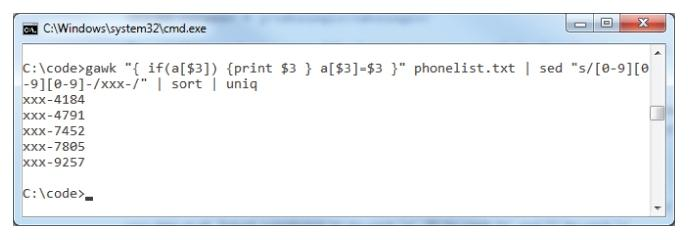 C:\Windows\system32\cmd.exe
C:\code>gawk "{ if(a[$3]) {print $3 } a[$3]=$3 }" phonelist.txt | sed "s/[0-9][0
-9][0-9]-/xxx-/" | sort | uniq
xxx-4184
xxx-4791
xxx-7452
xxx-7805
xxx-9257
C:\code>